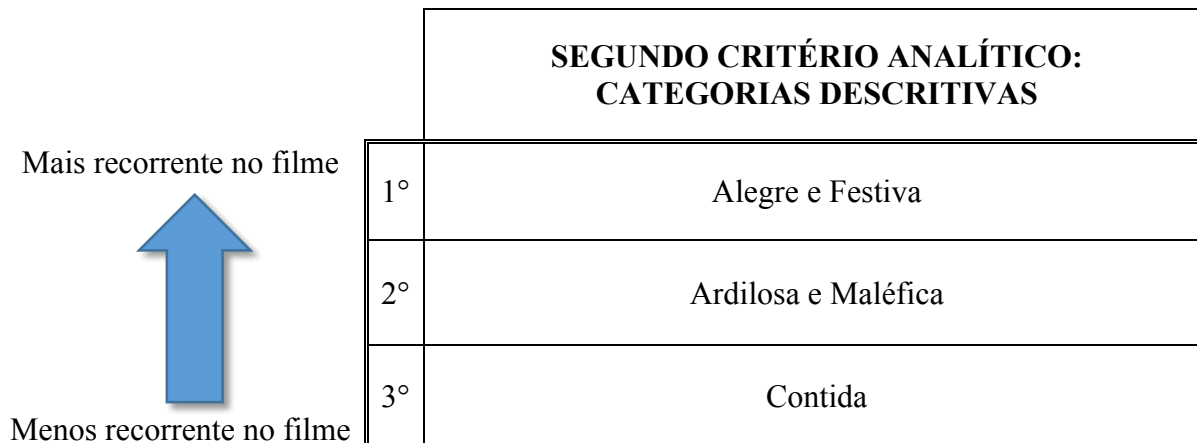 SEGUNDO CRITÉRIO ANALÍTICO:
CATEGORIAS DESCRITIVAS
Mais recorrente no filme
1° Alegre e Festiva
2° Ardilosa e Maléfica
3° Contida
Menos recorrente no filme